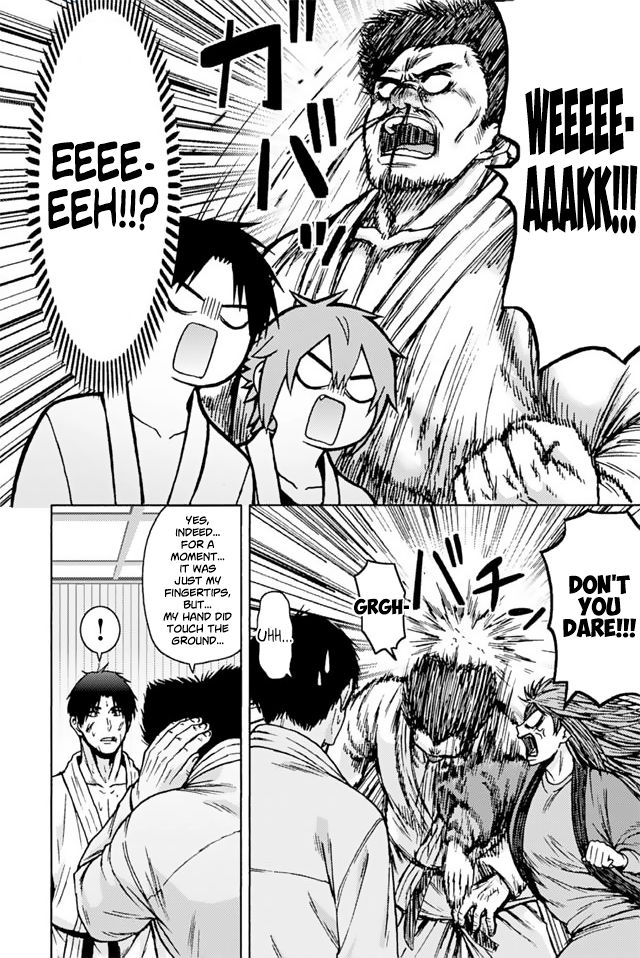 WEEEEE-
AAAKK!!!
ガバッ
EEEE-
EEH!!?
DON'T
YOU
DARE!!!
バチン
GRGH-
UHH...
YES,
INDEED...
FOR A
MOMENT...
IT WAS
JUST MY
FINGERTIPS,
BUT...
MY HAND DID
TOUCH THE
GROUND...
!